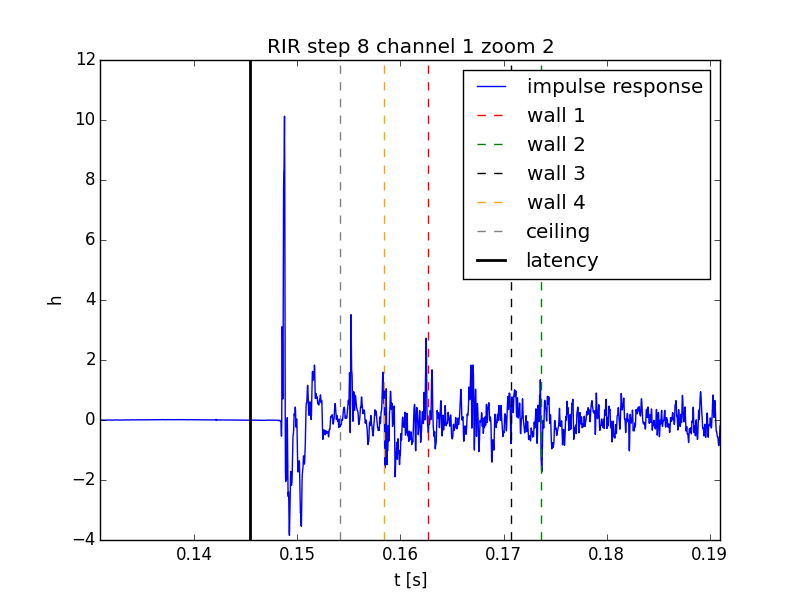 RIR step 8 channel 1 zoom 2
12
10
8
6
4
2
0
−2
−4
h
impulse response
wall 1
wall 2
wall 3
wall 4
ceiling
latency
0.14 0.15 0.16 0.17 0.18 0.19
t [s]